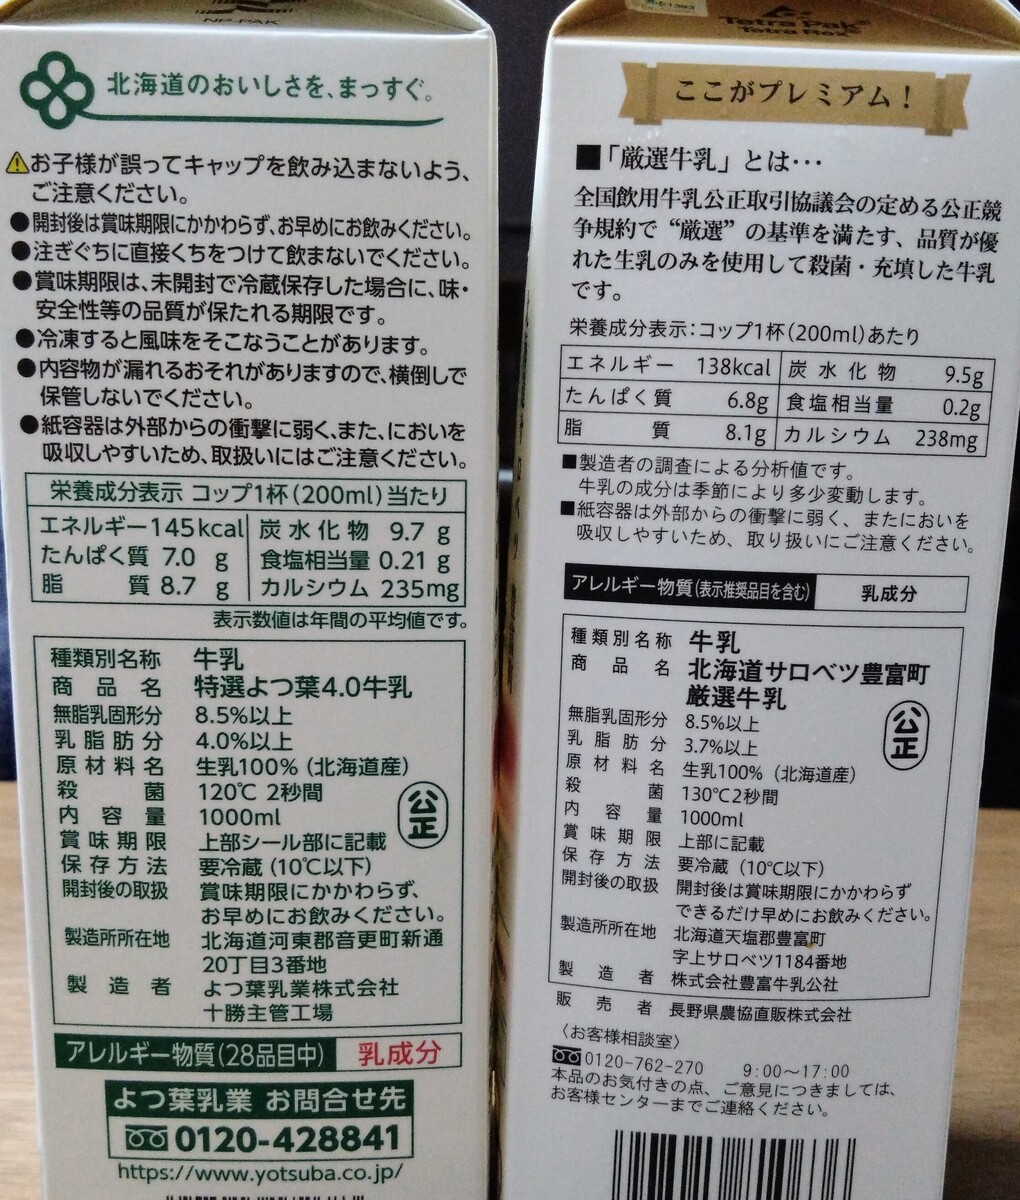 NP-PAK
北海道のおいしさを、まっすぐ。
お子様が誤ってキャップを飲み込まないよう、
ご注意ください。
●開封後は賞味期限にかかわらず、お早めにお飲みください。
●注ぎぐちに直接くちをつけて飲まないでください。
●賞味期限は、未開封で冷蔵保存した場合に、味・
安全性等の品質が保たれる期限です。
●冷凍すると風味をそこなうことがあります。
●内容物が漏れるおそれがありますので、横倒しで
保管しないでください。
●紙容器は外部からの衝撃に弱く、また、においを
吸収しやすいため、取扱いにはご注意ください。
栄養成分表示 コップ1杯(200ml)当たり
エネルギー 145kcal 炭水化物 9.7 g
たんぱく質 7.0 g 食塩相当量 0.21 g
脂質 8.7 g カルシウム 235mg
表示数値は年間の平均値です。
種類別名称 牛乳
商品名 特選よつ葉4.0牛乳
無脂乳固形分 8.5%以上
乳脂肪分 4.0%以上
原材料名 生乳100%(北海道産)
殺菌 120℃ 2秒間
内容量 1000ml
賞味期限 上部シール部に記載
保存方法 要冷蔵(10℃以下)
開封後の取扱 賞味期限にかかわらず、
お早めにお飲みください。
製造所所在地 北海道河東郡音更町新通
20丁目3番地
製造者 よつ葉乳業株式会社
十勝主管工場
公正
アレルギー物質(28品目中) 乳成分
よつ葉乳業 お問合せ先
0120-428841
https://www.yotsuba.co.jp/
Tetra Pak®
Tetra Rex®
ここがプレミアム!
■「厳選牛乳」とは・・・
全国飲用牛乳公正取引協議会の定める公正競
争規約で“厳選”の基準を満たす、品質が優
れた生乳のみを使用して殺菌・充填した牛乳
です。
栄養成分表示:コップ1杯(200ml)あたり
エネルギー 138kcal 炭水化物 9.5g
たんぱく質 6.8g 食塩相当量 0.2g
脂質 8.1g カルシウム 238mg
■製造者の調査による分析値です。
牛乳の成分は季節により多少変動します。
■紙容器は外部からの衝撃に弱く、またにおいを
吸収しやすいため、取り扱いにご注意ください。
アレルギー物質(表示推奨品目を含む) 乳成分
種類別名称 牛乳
商品名 北海道サロベツ豊富町
厳選牛乳
無脂乳固形分 8.5%以上
乳脂肪分 3.7%以上
原材料名 生乳100%(北海道産)
殺菌 130℃2秒間
内容量 1000ml
賞味期限 上部に記載
保存方法 要冷蔵(10℃以下)
開封後の取扱 開封後は賞味期限にかかわらず
できるだけ早めにお飲みください。
製造所所在地 北海道天塩郡豊富町
字上サロベツ1184番地
製造者 株式会社豊富牛乳公社
公正
販売者 長野県農協直販株式会社
〈お客様相談室〉
0120-762-270 9:00〜17:00
本品のお気付きの点、ご意見につきましては、
お客様センターまでご連絡ください。